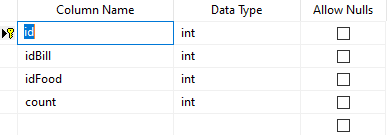 Column Name Data Type Allow Nulls
id int
idBill int
idFood int
count int